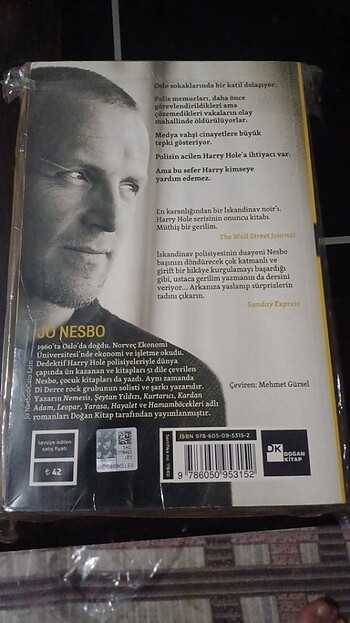 Oslo sokaklarında bir katil dolaşıyor.
Polis memurları, daha önce
görevlendirildikleri ama
çözemedikleri vakaların olay
mahallinde öldürülüyorlar.
Medya vahşi cinayetlere büyük
tepki gösteriyor.
Polisin acilen Harry Hole'a ihtiyacı var.
Ama bu sefer Harry kimseye
yardım edemez.
En karanlığından bir İskandinav noir'ı.
Harry Hole serisinin onuncu kitabı.
Müthiş bir gerilim.
The Wall Street Journal
İskandinav polisiyesinin duayeni Nesbo
başınızı döndürecek çok katmanlı ve
girift bir hikâye kurgulamayı başardığı
gibi, ustaca gerilim yazmanın da dersini
veriyor... Arkanıza yaslanıp sürprislerin
tadını çıkarın.
Sunday Express
JO NESBO
1960'ta Oslo'da doğdu. Norveç Ekonomi
Üniversitesi'nde ekonomi ve işletme okudu.
Dedektif Harry Hole polisiyeleriyle dünya
çapında ün kazanan ve kitapları 51 dile çevrilen
Nesbo, çocuk kitapları da yazdı. Aynı zamanda
Di Derre rock grubunun solisti ve şarkı yazarıdır.
Yazarın Nemesis, Şeytan Yıldızı, Kurtarıcı, Kardan
Adam, Leopar, Yarasa, Hayalet ve Hamamböcekleri adlı
romanları Doğan Kitap tarafından yayımlanmıştır.
Çeviren: Mehmet Gürsel
tavsiye edilen
satış fiyatı
₺ 42
ISBN 978-605-09-5315-2
9 786050 953152
DK
DOĞAN
KİTAP